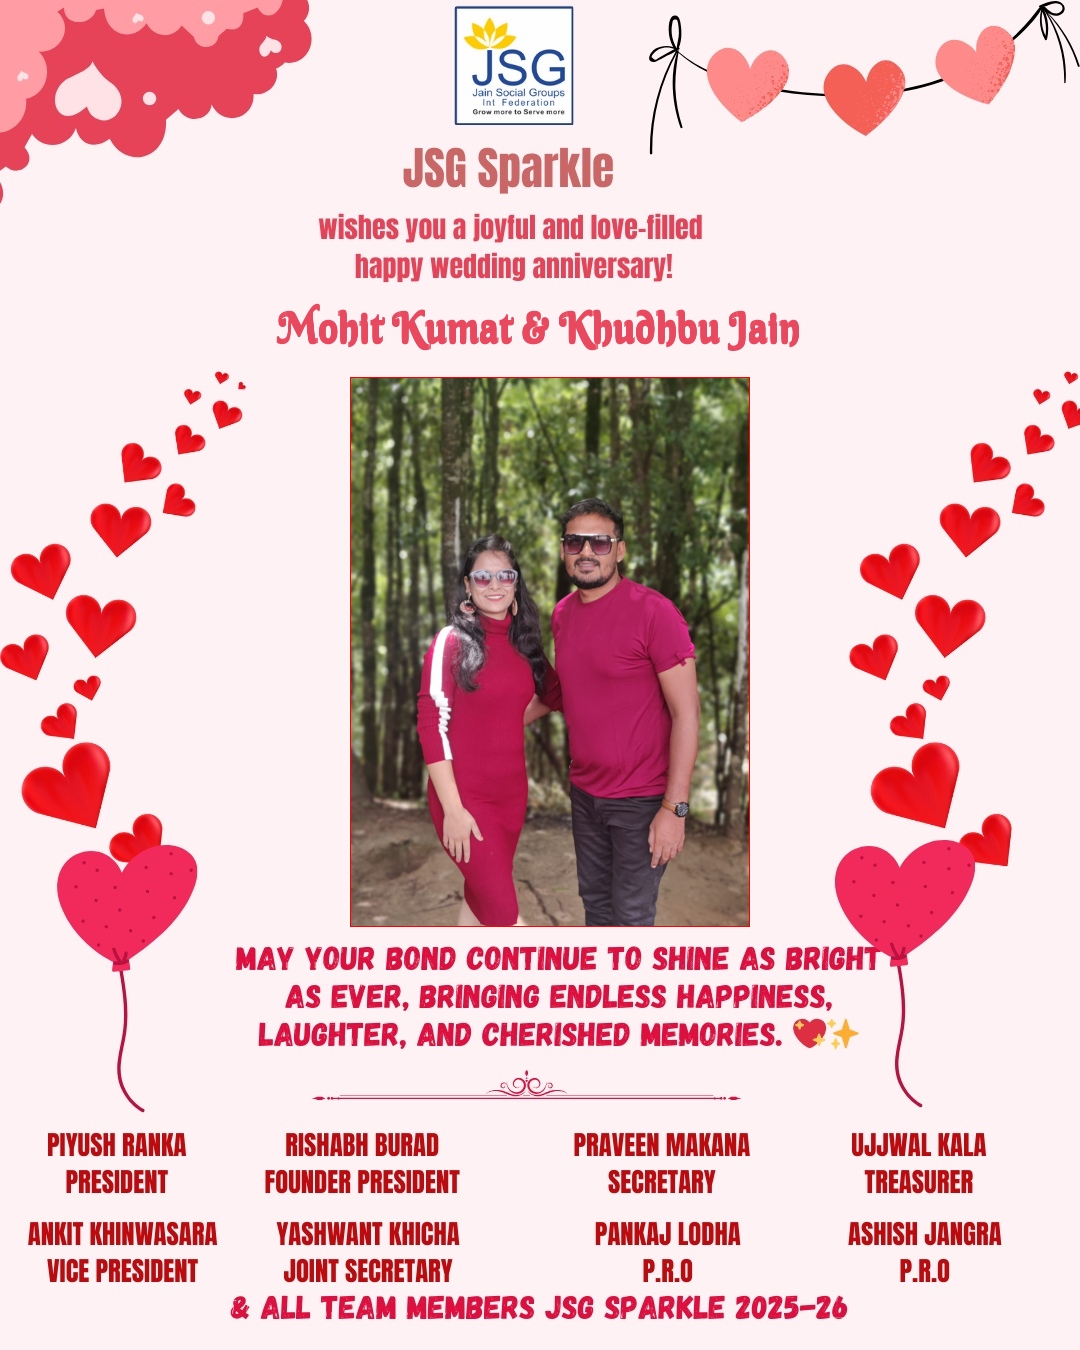 JSG
Jain Social Groups
Int Federation
Grow more to Serve more
JSG Sparkle
wishes you a joyful and love-filled
happy wedding anniversary!
Mohit Kumat & Khudhbu Jain
MAY YOUR BOND CONTINUE TO SHINE AS BRIGHT
AS EVER, BRINGING ENDLESS HAPPINESS,
LAUGHTER, AND CHERISHED MEMORIES. 💖✨
PIYUSH RANKA
PRESIDENT
RISHABH BURAD
FOUNDER PRESIDENT
PRAVEEN MAKANA
SECRETARY
UJJWAL KALA
TREASURER
ANKIT KHINWASARA
VICE PRESIDENT
YASHWANT KHICHA
JOINT SECRETARY
PANKAJ LODHA
P.R.O
ASHISH JANGRA
P.R.O
& ALL TEAM MEMBERS JSG SPARKLE 2025-26